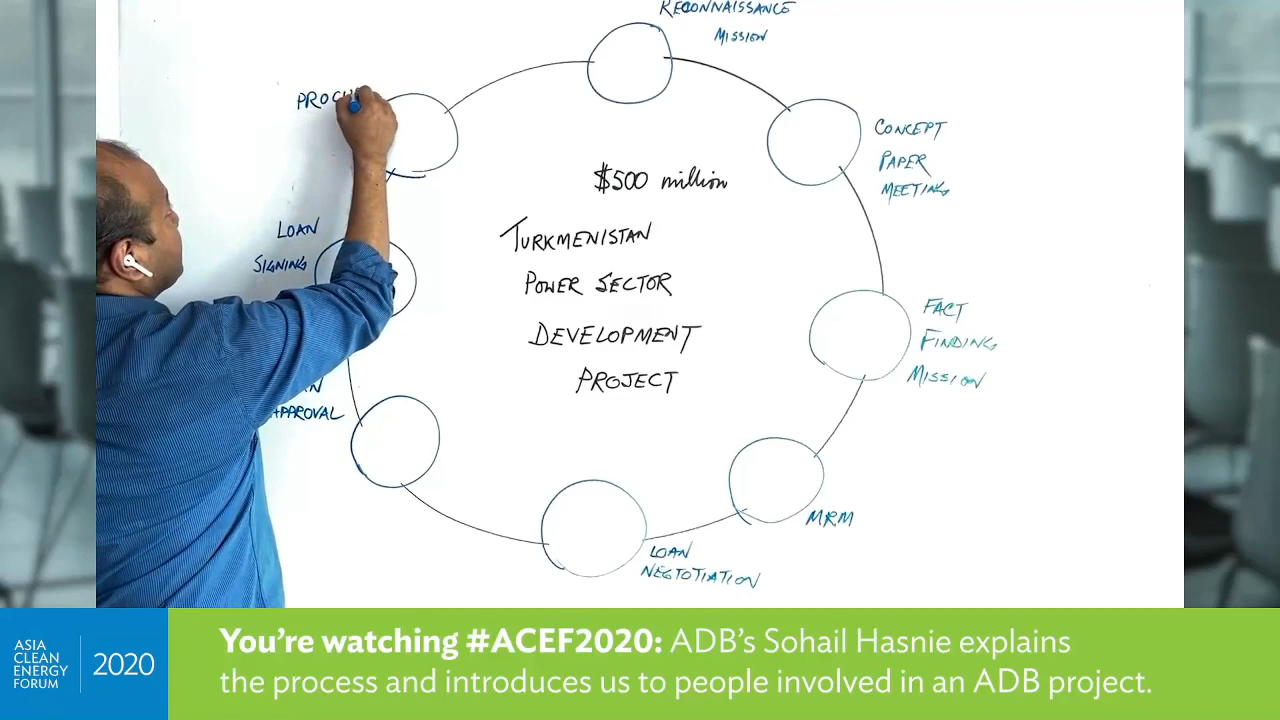 RECONNAISSANCE
MISSION
CONCEPT
PAPER
MEETING
FACT
FINDING
MISSION
MRM
LOAN
NEGTOTIATION
APPROVAL
LOAN
SIGNING
$500 million
TURKMENISTAN
POWER SECTOR
DEVELOPMENT
PROJECT
ASIA
CLEAN
ENERGY
FORUM
2020
You're watching #ACEF2020: ADB's Sohail Hasnie explains
the process and introduces us to people involved in an ADB project.